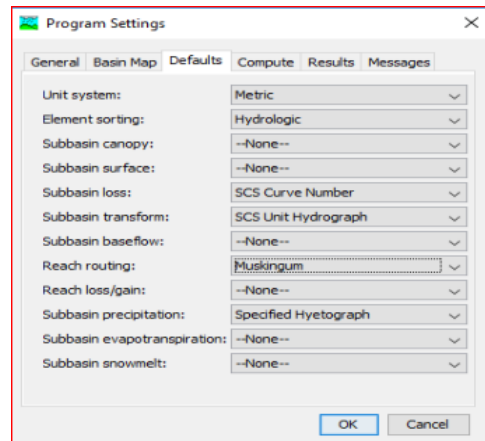 Program Settings
General Basin Map Defaults Compute Results Messages
Unit system: Metric
Element sorting: Hydrologic
Subbasin canopy: --None--
Subbasin surface: --None--
Subbasin loss: SCS Curve Number
Subbasin transform: SCS Unit Hydrograph
Subbasin baseflow: --None--
Reach routing: Muskingum
Reach loss/gain: --None--
Subbasin precipitation: Specified Hyetograph
Subbasin evapotranspiration: --None--
Subbasin snowmelt: --None--
OK Cancel